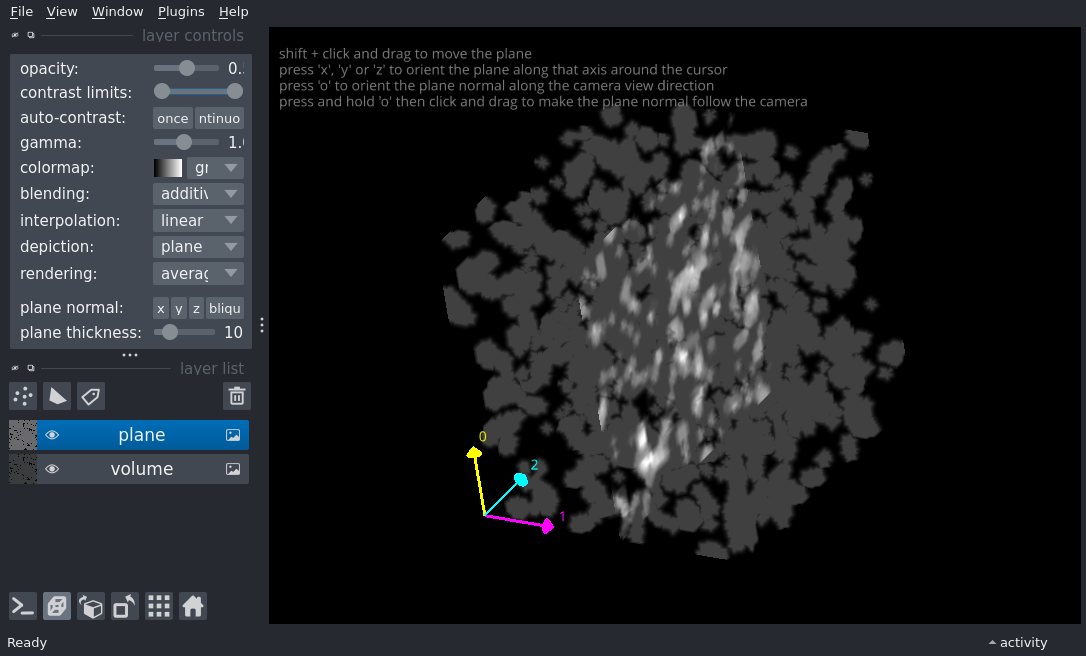 File View Window Plugins Help
layer controls
opacity: 0.
contrast limits:
auto-contrast: once ntinuo
gamma: 1.0
colormap: gr
blending: additiv
interpolation: linear
depiction: plane
rendering: averag
plane normal: x y z bliqu
plane thickness: 10
layer list
plane
volume
Ready
shift + click and drag to move the plane
press 'x', 'y' or 'z' to orient the plane along that axis around the cursor
press 'o' to orient the plane normal along the camera view direction
press and hold 'o' then click and drag to make the plane normal follow the camera
0
2
1
activity